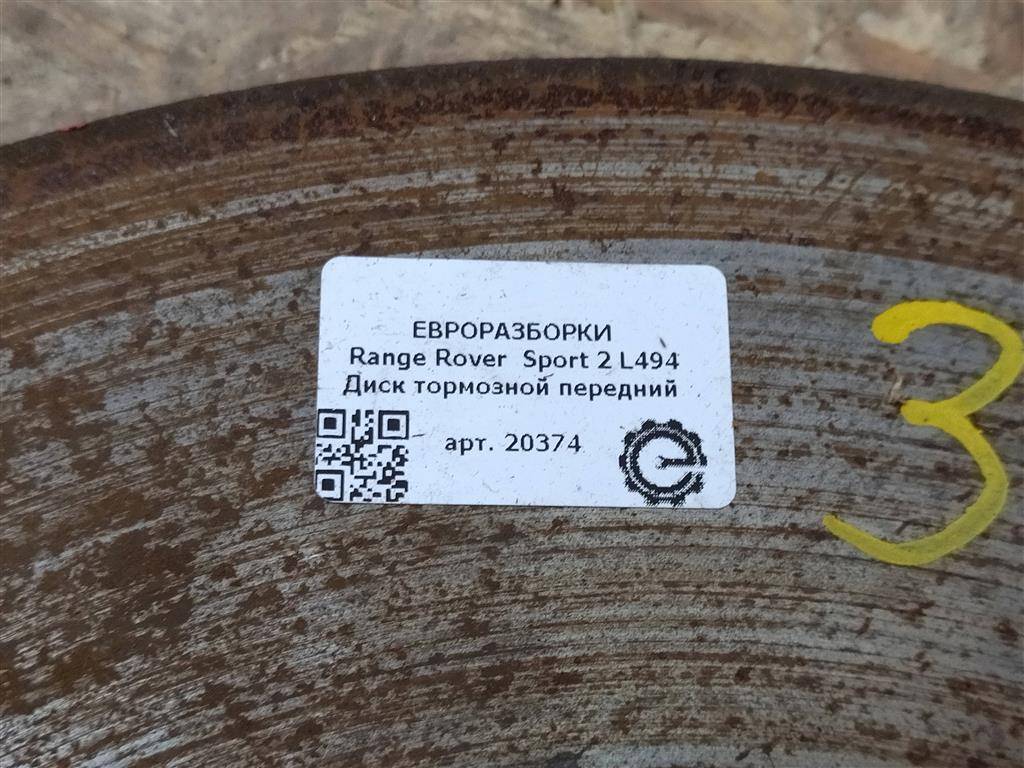 ЕВРОРАЗБОРКИ
Range Rover Sport 2 L494
Диск тормозной передний
арт. 20374
3